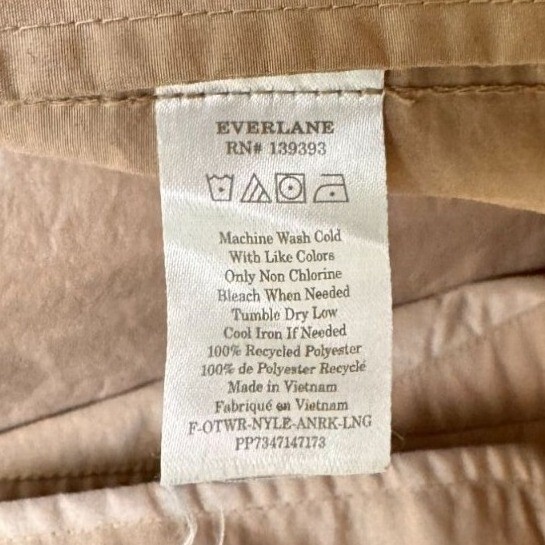 EVERLANE
RN# 139393
Machine Wash Cold
With Like Colors
Only Non Chlorine
Bleach When Needed
Tumble Dry Low
Cool Iron If Needed
100% Recycled Polyester
100% de Polyester Recyclé
Made in Vietnam
Fabriqué en Vietnam
F-OTWR-NYLE-ANRK-LNG
PP7347147173